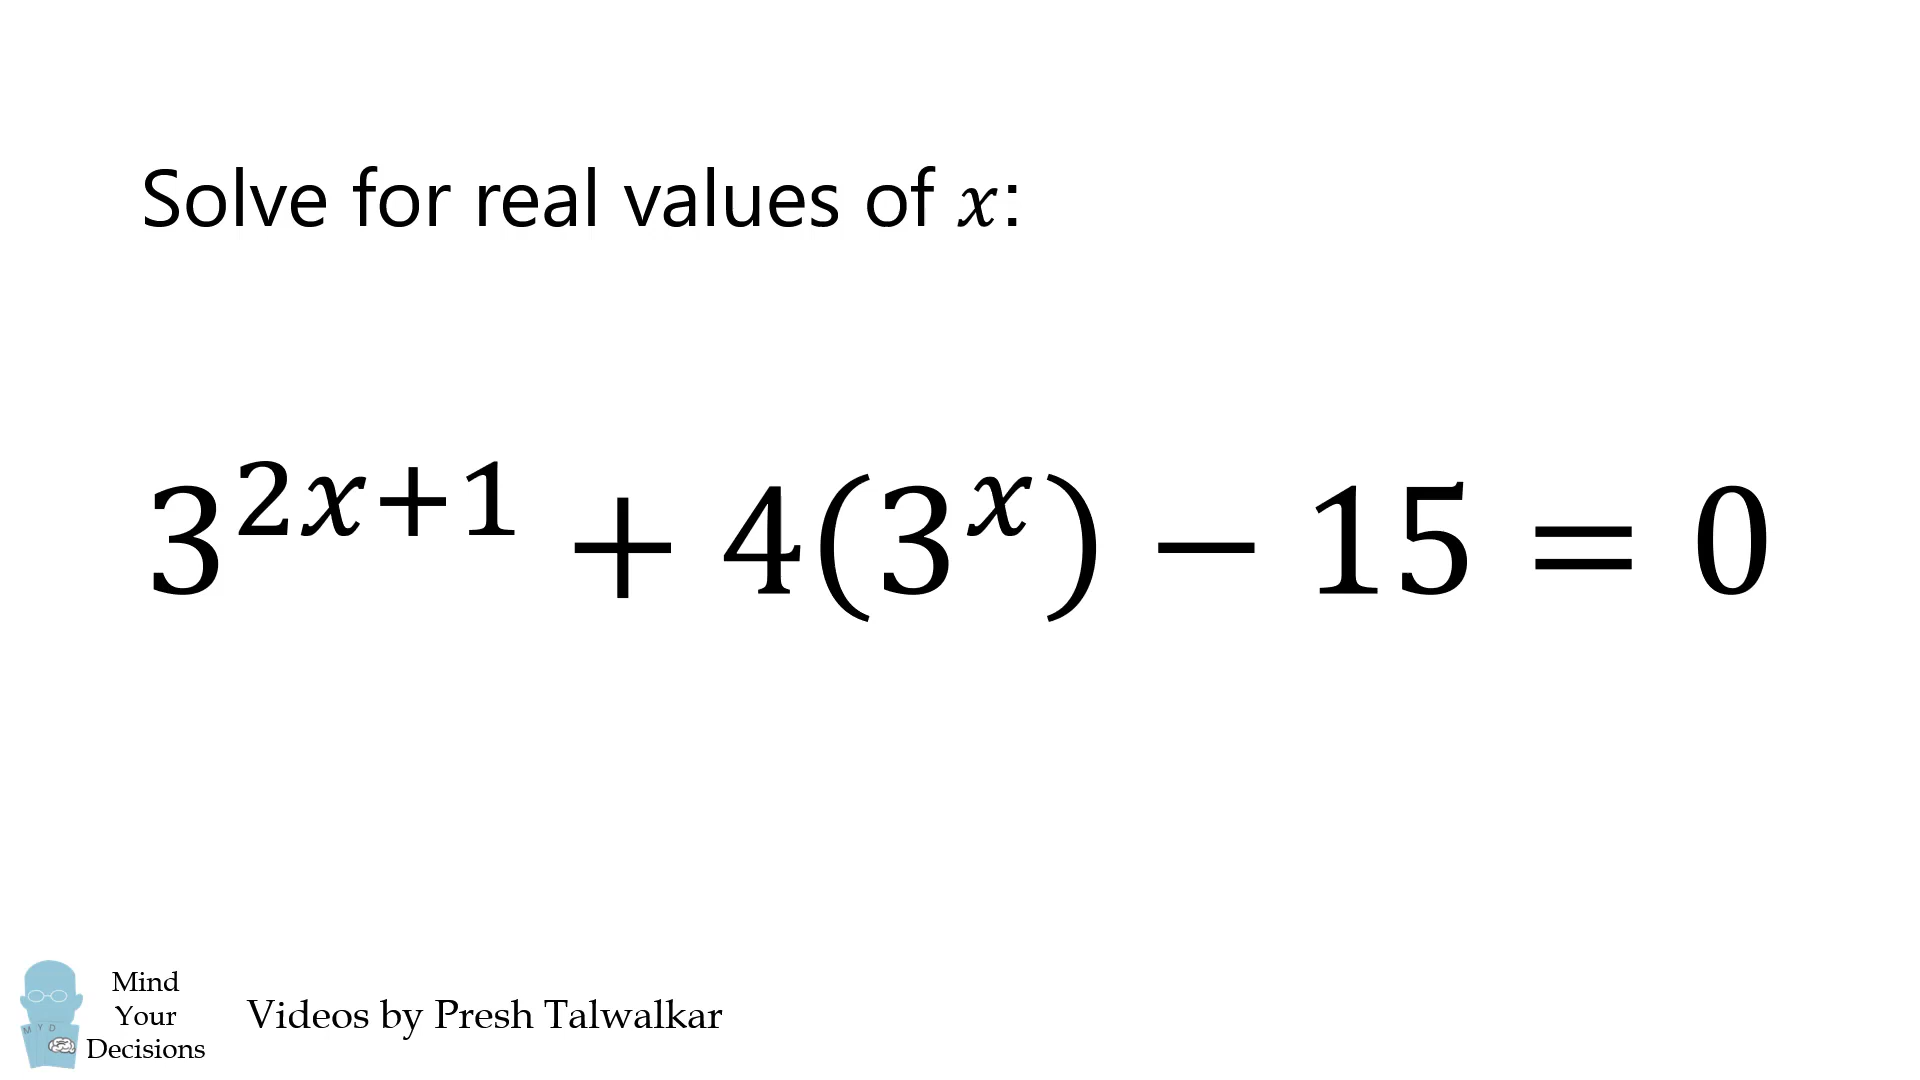 Solve for real values of x:
3^{2x+1} + 4(3^x) − 15 = 0
Mind
Your
Decisions
M Y D
Videos by Presh Talwalkar